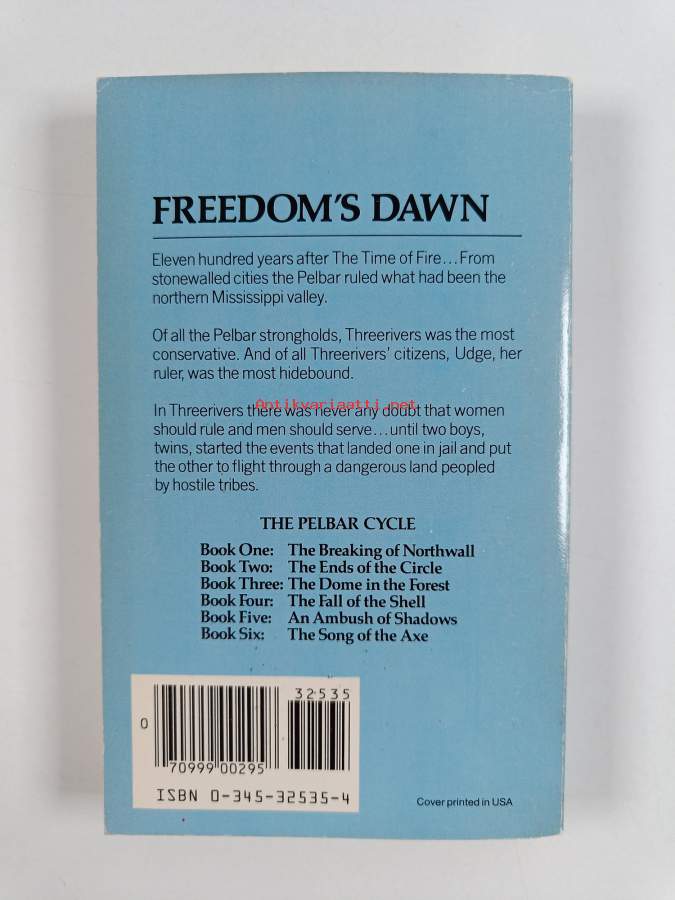 FREEDOM'S DAWN
Eleven hundred years after The Time of Fire...From
stonewalled cities the Pelbar ruled what had been the
northern Mississippi valley.
Of all the Pelbar strongholds, Threerivers was the most
conservative. And of all Threerivers' citizens, Udge, her
ruler, was the most hidebound.
Antikvariaatti.net
In Threerivers there was never any doubt that women
should rule and men should serve...until two boys,
twins, started the events that landed one in jail and put
the other to flight through a dangerous land peopled
by hostile tribes.
THE PELBAR CYCLE
Book One: The Breaking of Northwall
Book Two: The Ends of the Circle
Book Three: The Dome in the Forest
Book Four: The Fall of the Shell
Book Five: An Ambush of Shadows
Book Six: The Song of the Axe
32535
0
70999 00295
ISBN 0-345-32535-4
Cover printed in USA